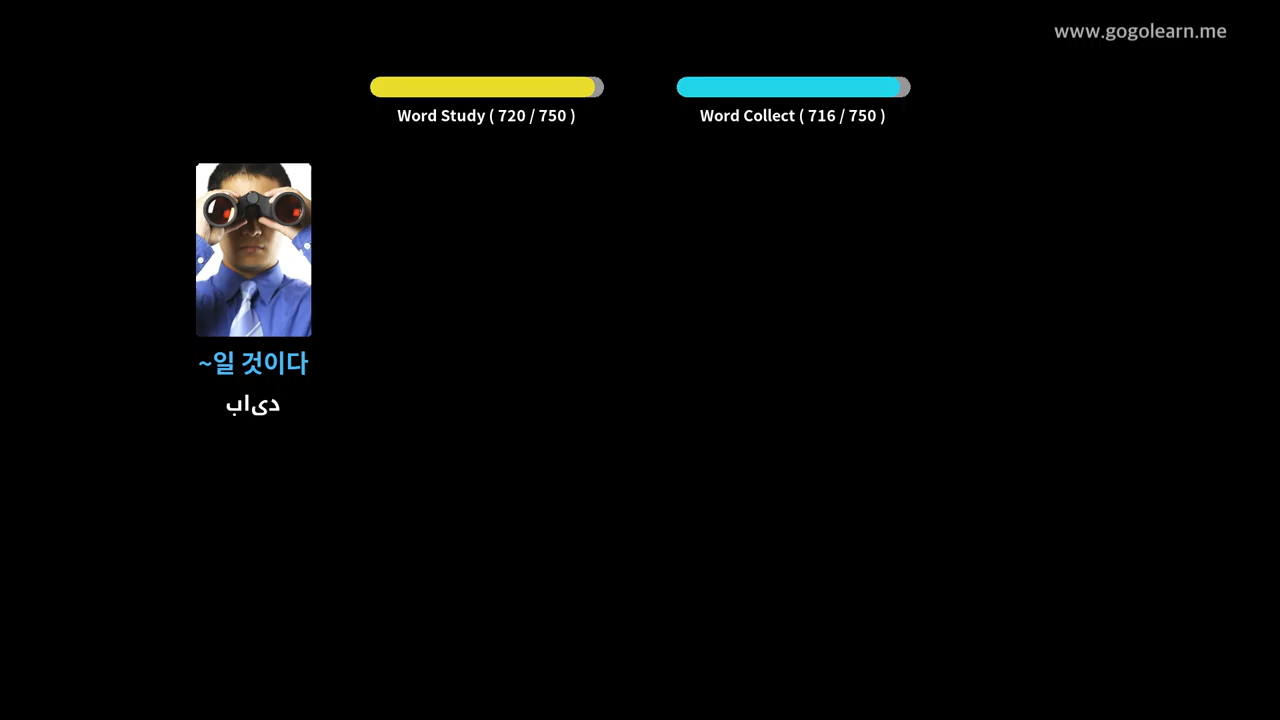 www.gogolearn.me
Word Study ( 720 / 750 )
Word Collect ( 716 / 750 )
~일 것이다
دی‌اب